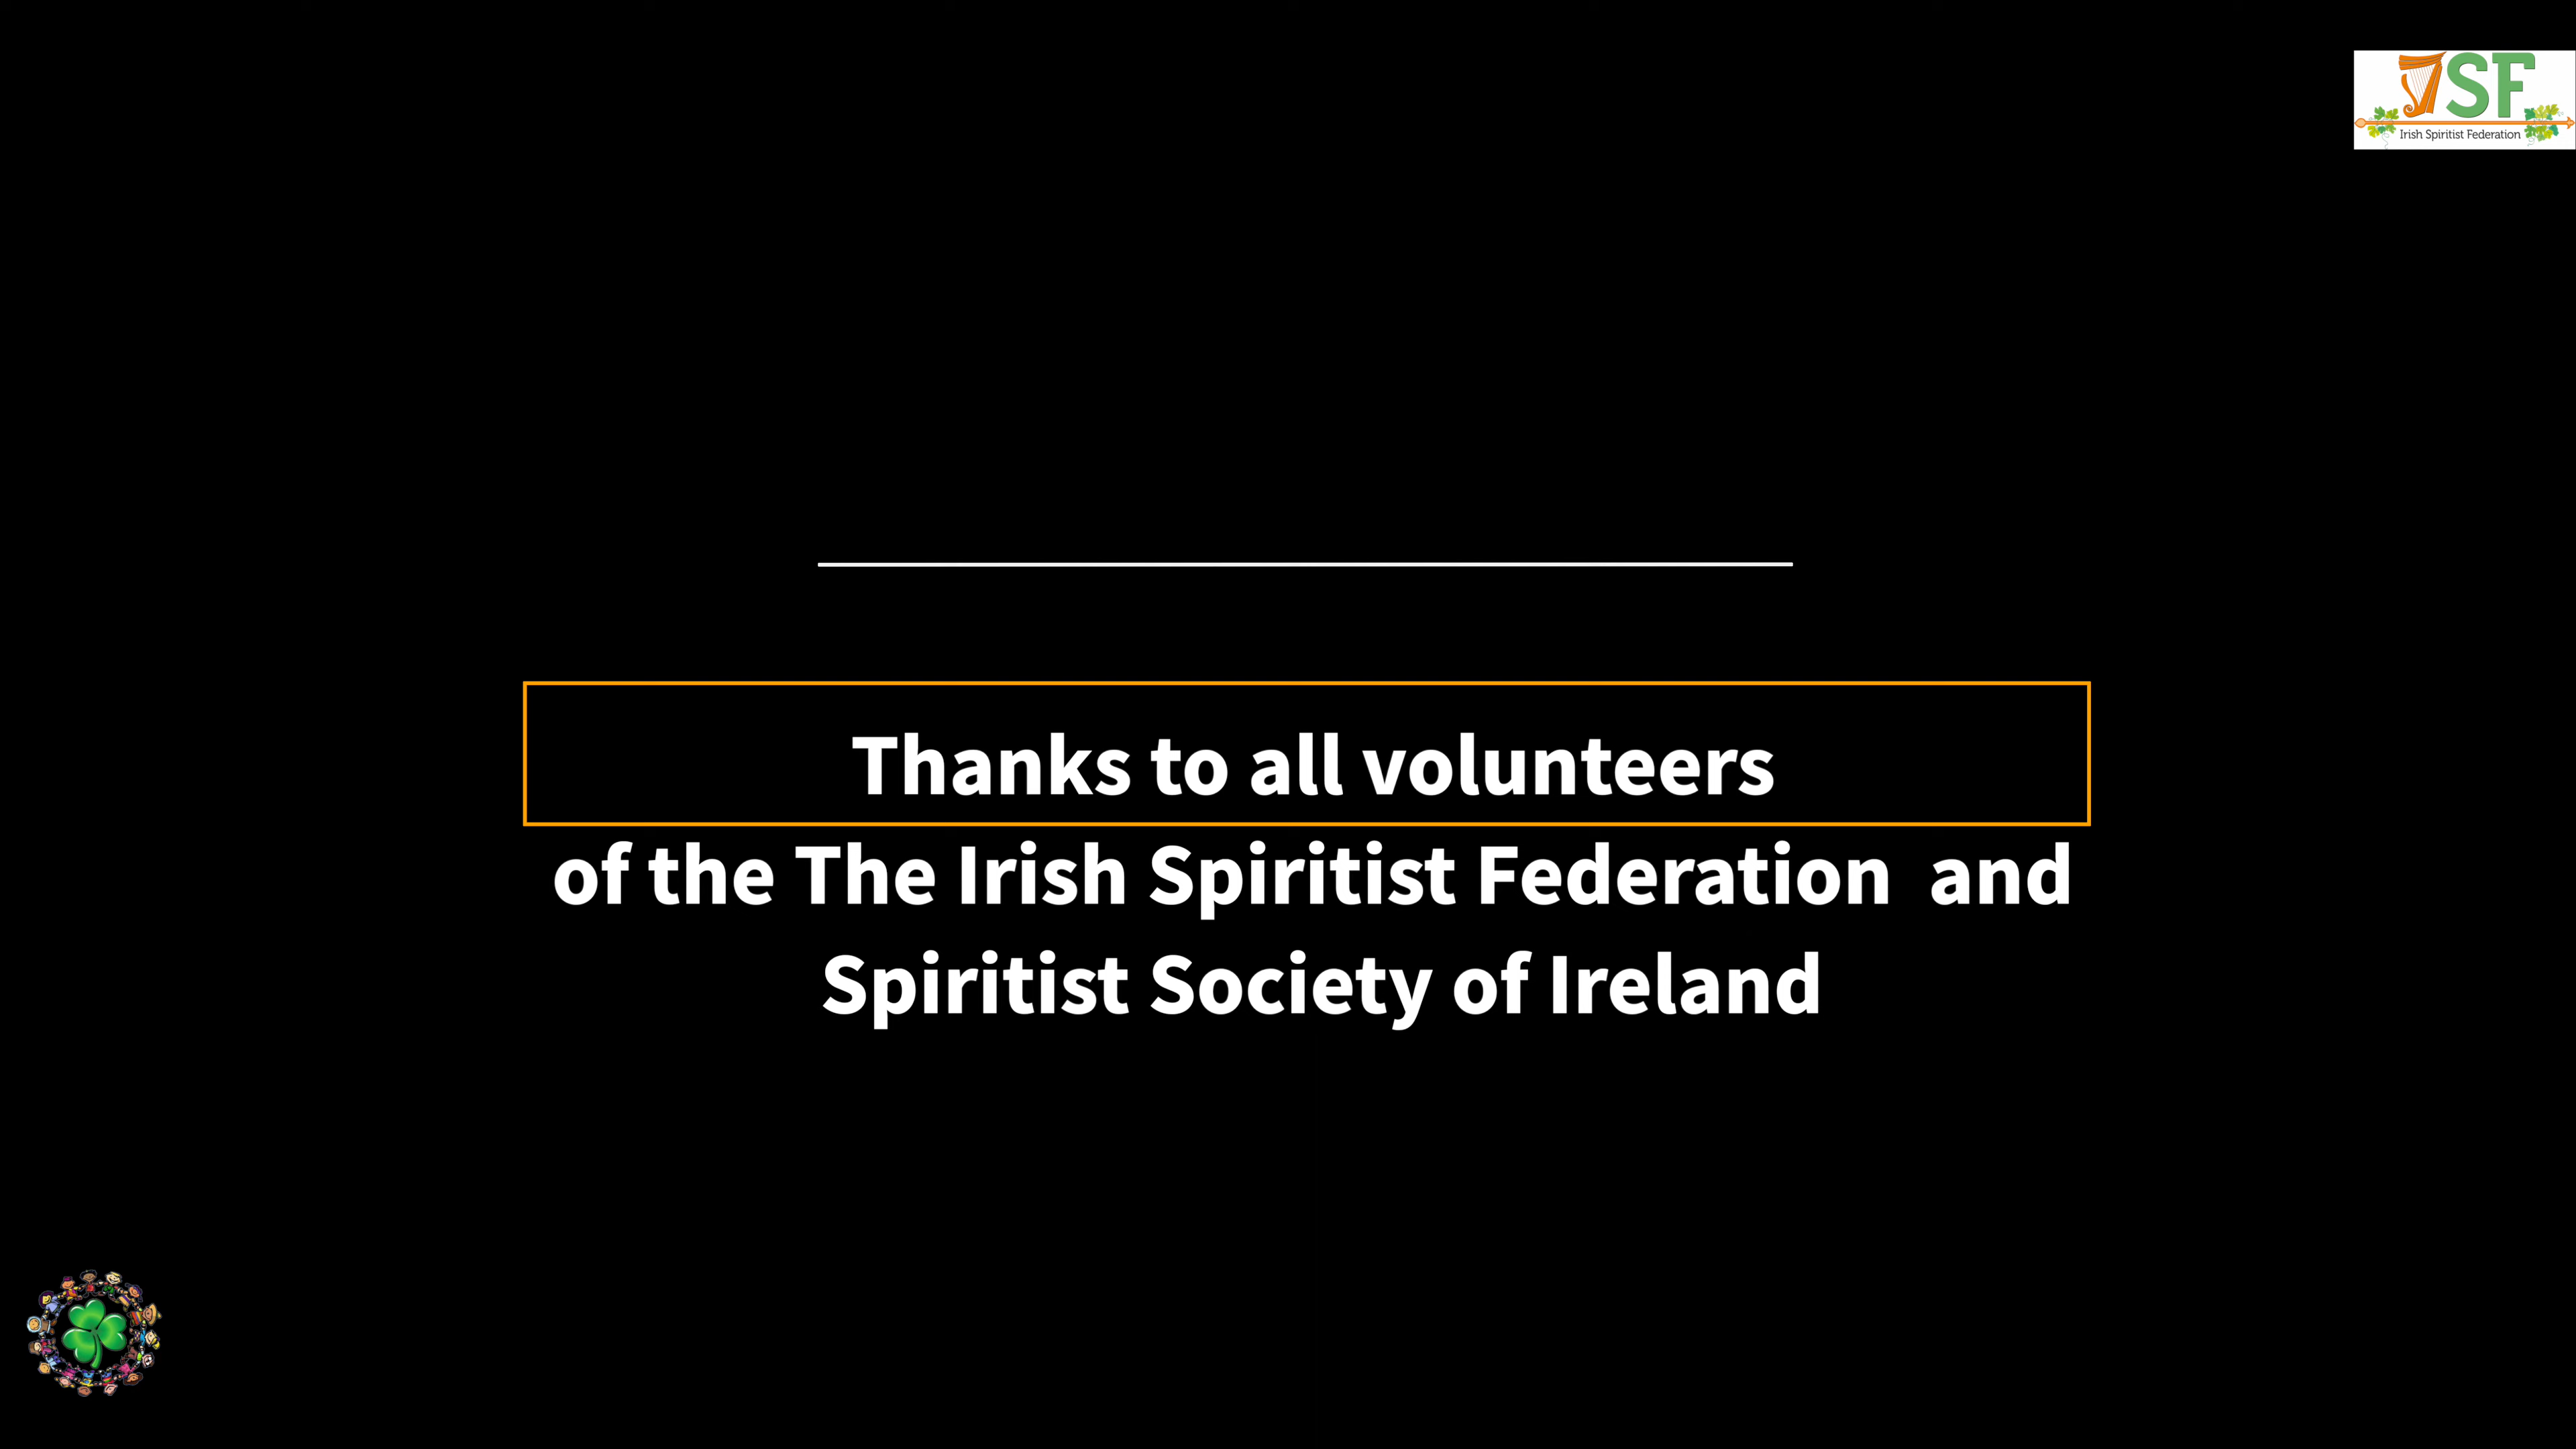 ISF
Irish Spiritist Federation
Thanks to all volunteers
of the The Irish Spiritist Federation  and
Spiritist Society of Ireland